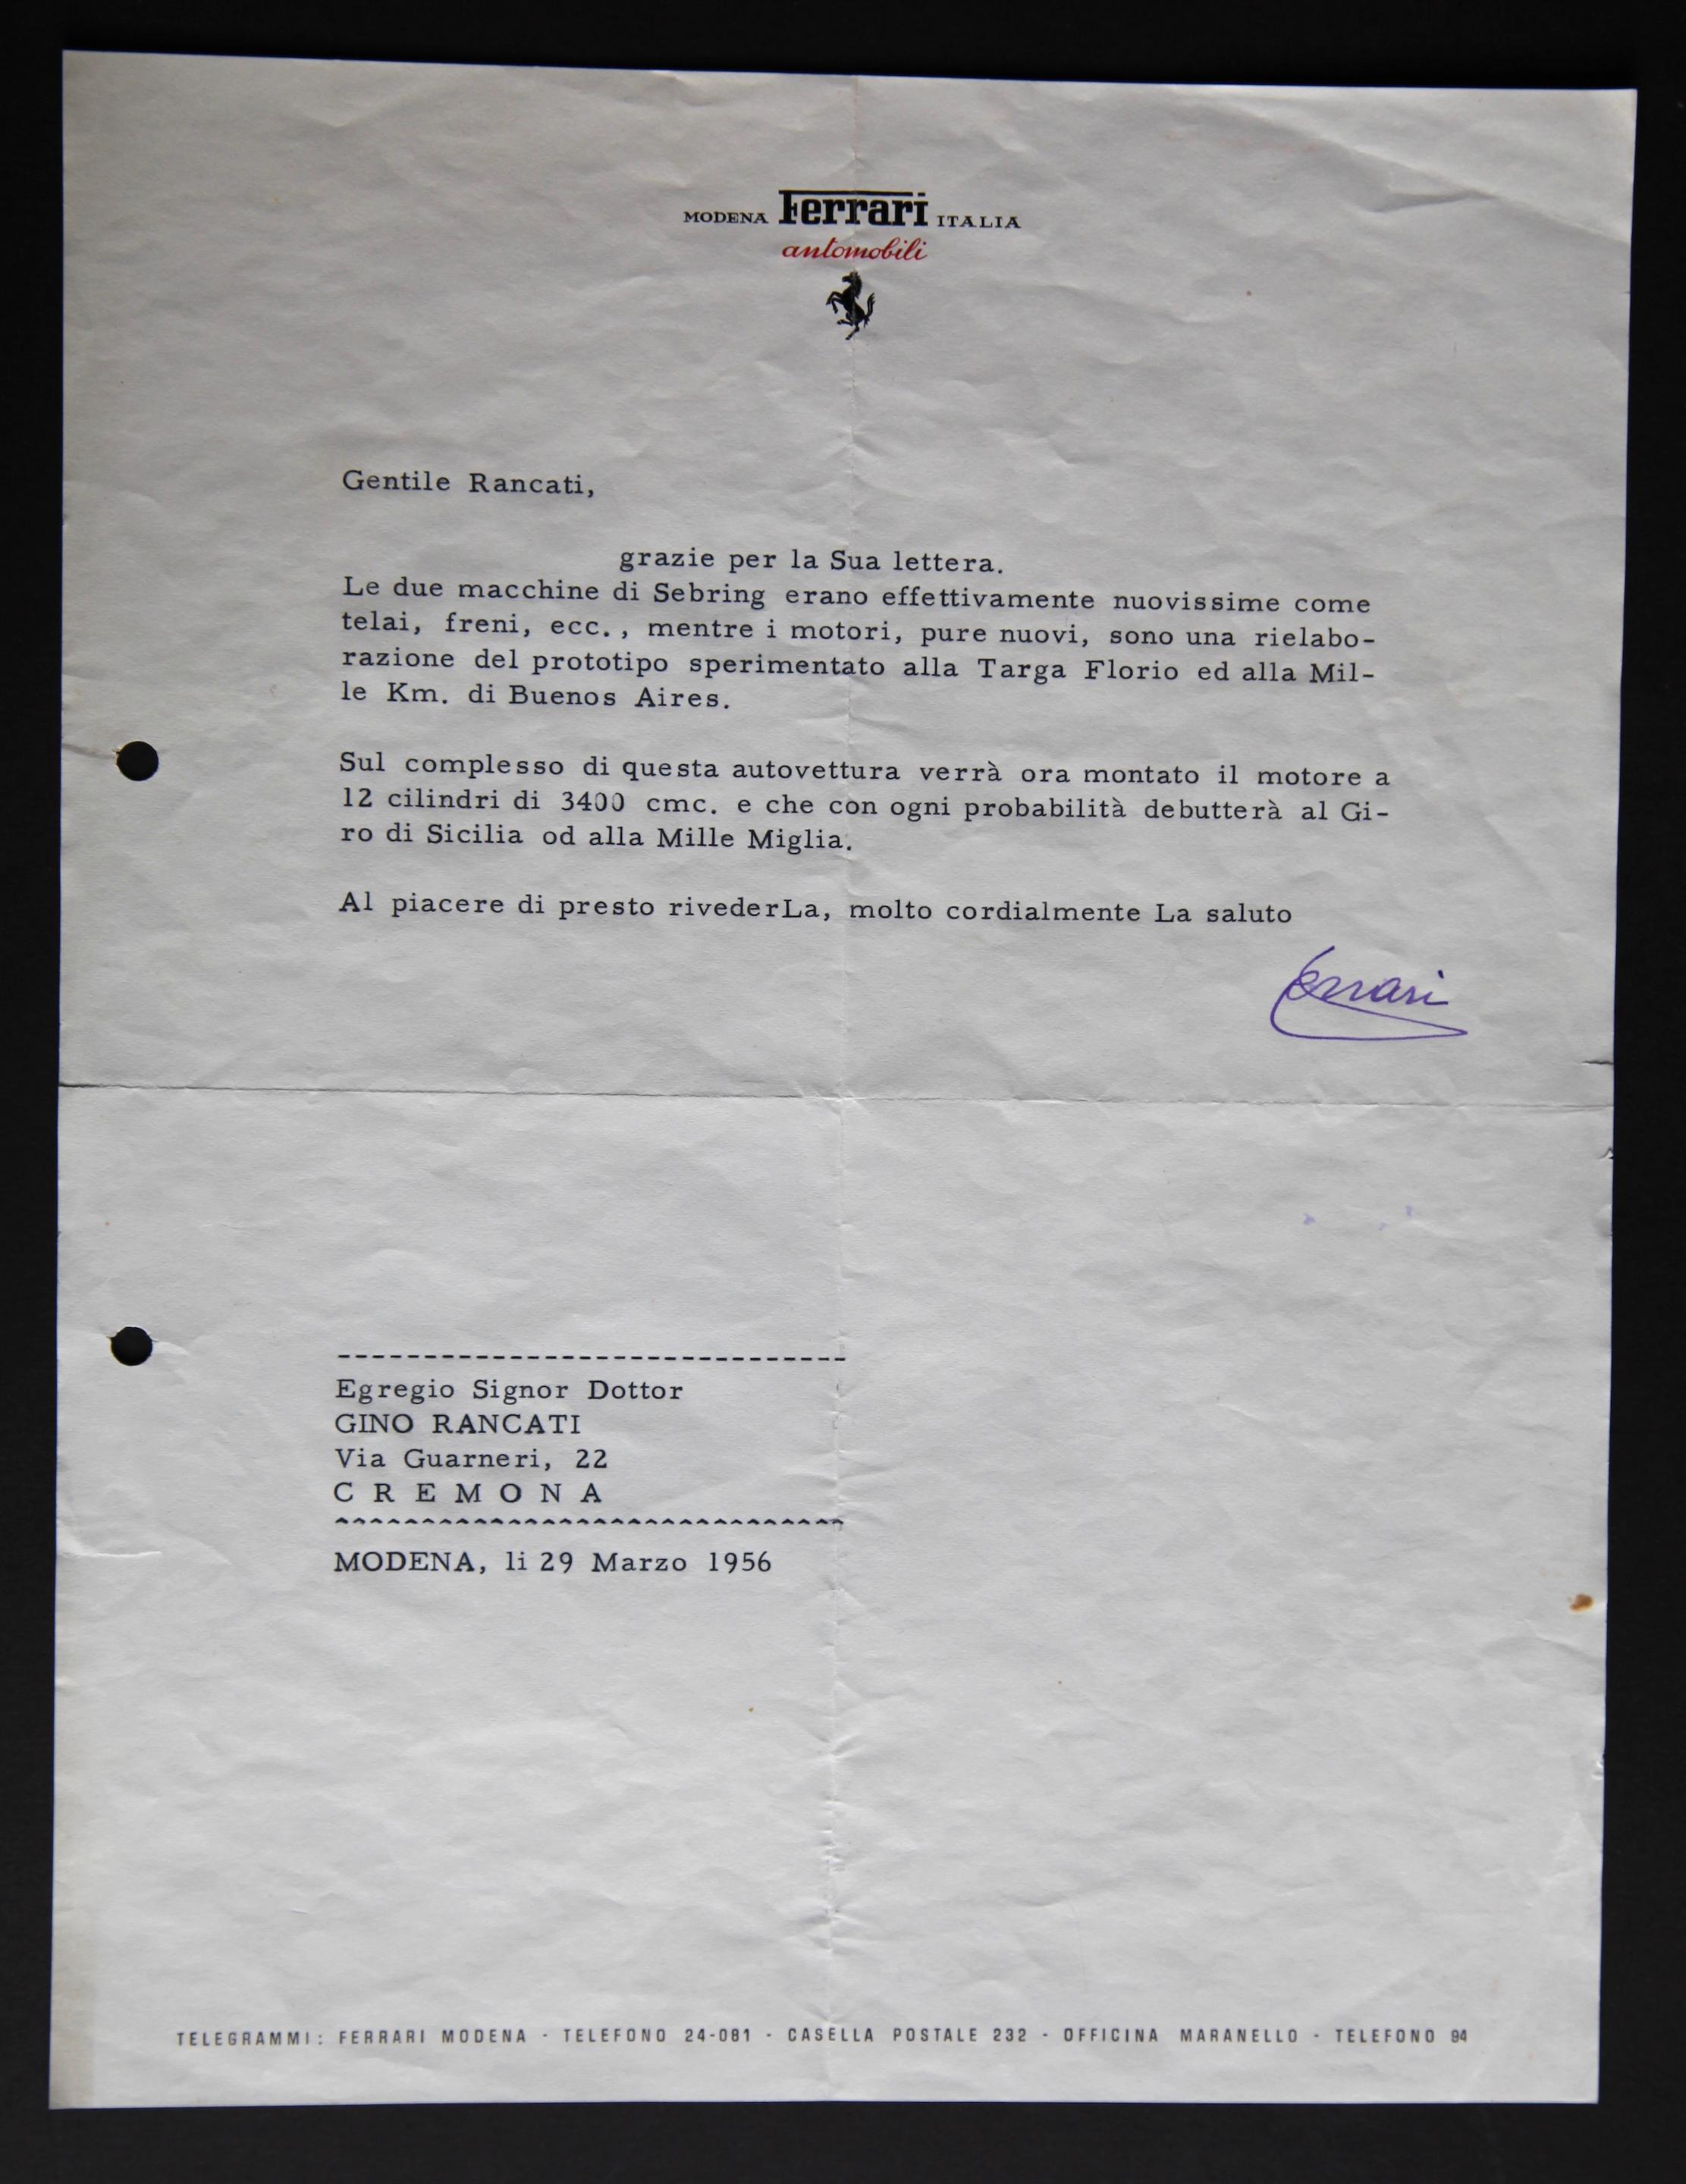 MODENA Ferrari ITALIA
automobili
Gentile Rancati,
grazie per la Sua lettera.
Le due macchine di Sebring erano effettivamente nuovissime come
telai, freni, ecc., mentre i motori, pure nuovi, sono una rielabo-
razione del prototipo sperimentato alla Targa Florio ed alla Mil-
le Km. di Buenos Aires.
Sul complesso di questa autovettura verrà ora montato il motore a
12 cilindri di 3400 cmc. e che con ogni probabilità debutterà al Gi-
ro di Sicilia od alla Mille Miglia.
Al piacere di presto rivederLa, molto cordialmente La saluto
Ferrari
Egregio Signor Dottor
GINO RANCATI
Via Guarneri, 22
C R E M O N A
MODENA, li 29 Marzo 1956
TELEGRAMMI: FERRARI MODENA - TELEFONO 24-081 - CASELLA POSTALE 232 - OFFICINA MARANELLO - TELEFONO 94